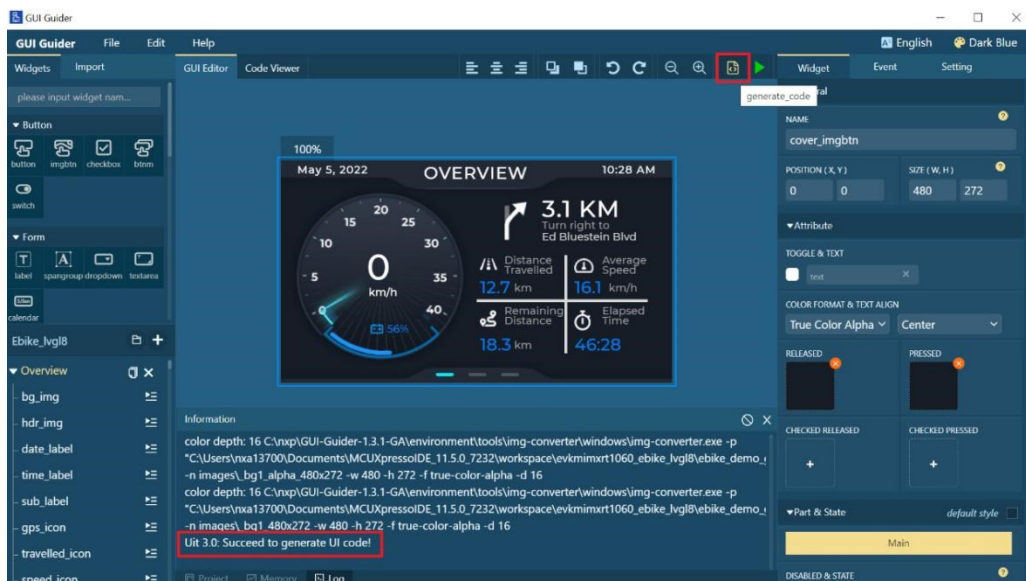 GUI Guider
GUI Guider File Edit Help English Dark Blue
Widgets Import GUI Editor Code Viewer Widget Event Setting
generate_code
please input widget nam...
Button
button imgbtn checkbox btnm
switch
Form
label spangroup dropdown textarea
calendar
Ebike_lvgl8
Overview
bg_img
hdr_img
date_label
time_label
sub_label
gps_icon
travelled_icon
speed_icon
100%
May 5, 2022 OVERVIEW 10:28 AM
0 5 10 15 20 25 30 35 40
0
km/h
56%
3.1 KM
Turn right to
Ed Bluestein Blvd
Distance
Travelled
12.7 km
Average
Speed
16.1 km/h
Remaining
Distance
18.3 km
Elapsed
Time
46:28
Information
color depth: 16 C:\nxp\GUI-Guider-1.3.1-GA\environment\tools\img-converter\windows\img-converter.exe -p
"C:\Users\nxa13700\Documents\MCUXpressoIDE_11.5.0_7232\workspace\evkmimxrt1060_ebike_lvgl8\ebike_demo_
-n images\_bg1_alpha_480x272 -w 480 -h 272 -f true-color-alpha -d 16
color depth: 16 C:\nxp\GUI-Guider-1.3.1-GA\environment\tools\img-converter\windows\img-converter.exe -p
"C:\Users\nxa13700\Documents\MCUXpressoIDE_11.5.0_7232\workspace\evkmimxrt1060_ebike_lvgl8\ebike_demo_
-n images\_bg1_480x272 -w 480 -h 272 -f true-color-alpha -d 16
Uit 3.0: Succeed to generate UI code!
Project Memory Log
NAME
cover_imgbtn
POSITION ( X, Y ) SIZE ( W, H )
0 0 480 272
Attribute
TOGGLE & TEXT
text
COLOR FORMAT & TEXT ALIGN
True Color Alpha Center
RELEASED PRESSED
CHECKED RELEASED CHECKED PRESSED
Part & State default style
Main
DISABLED & STATE